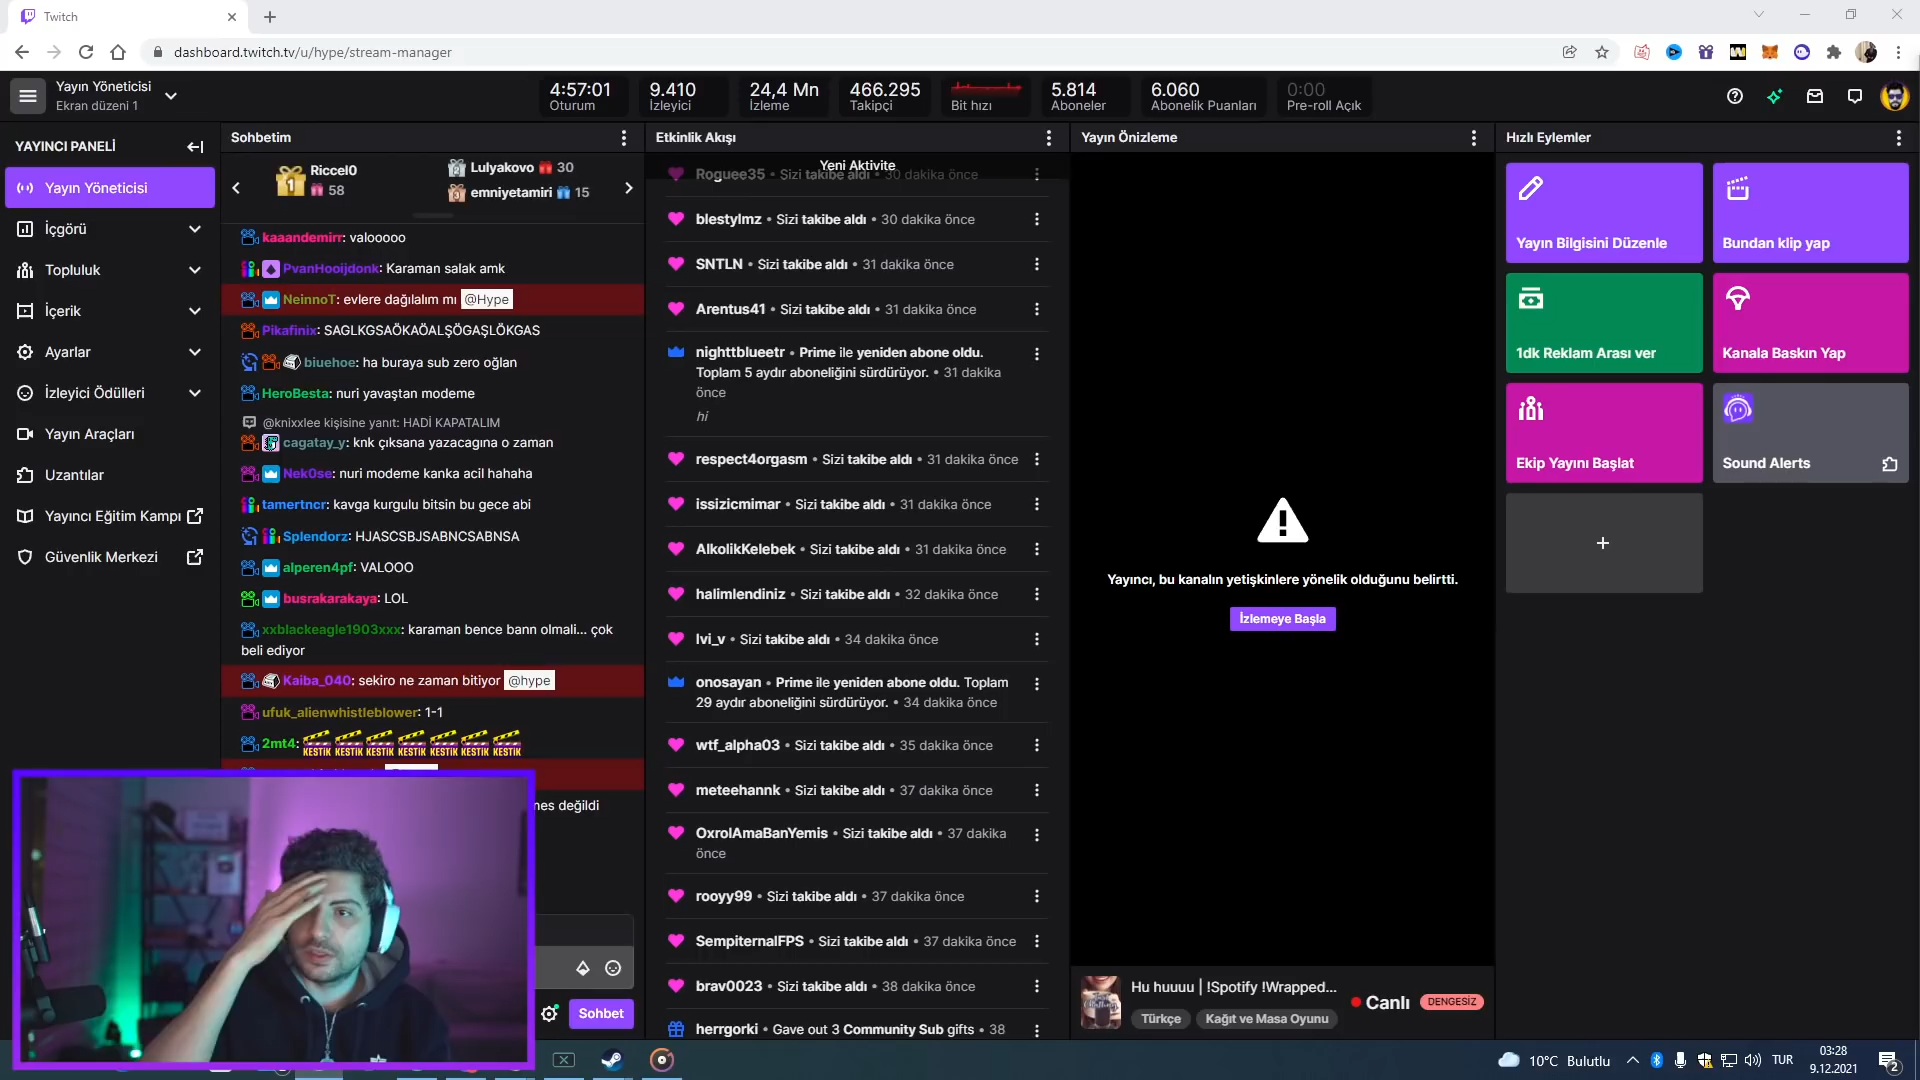 Twitch
dashboard.twitch.tv/u/hype/stream-manager
Yayın Yöneticisi
Ekran düzeni 1
4:57:01
Oturum
9.410
İzleyici
24,4 Mn
İzleme
466.295
Takipçi
Bit hızı
5.814
Aboneler
6.060
Abonelik Puanları
0:00
Pre-roll Açık
YAYINCI PANELİ
Yayın Yöneticisi
İçgörü
Topluluk
İçerik
Ayarlar
İzleyici Ödülleri
Yayın Araçları
Uzantılar
Yayıncı Eğitim Kampı
Güvenlik Merkezi
Sohbetim
1
Riccel0
58
2
Lulyakovo 30
3
emniyetamiri 15
kaaandemirr: valooooo
PvanHooijdonk: Karaman salak amk
NeinnoT: evlere dağılalım mı @Hype
Pikafinix: SAGLKGSAÖKAÖALŞÖGAŞLÖKGAS
biuehoe: ha buraya sub zero oğlan
HeroBesta: nuri yavaştan modeme
@knixxlee kişisine yanıt: HADİ KAPATALIM
cagatay_y: knk çıksana yazacagına o zaman
Nek0se: nuri modeme kanka acil hahaha
tamertncr: kavga kurgulu bitsin bu gece abi
Splendorz: HJASCSBJSABNCSABNSA
alperen4pf: VALOOO
busrakarakaya: LOL
xxblackeagle1903xxx: karaman bence bann olmali... çok
beli ediyor
Kaiba_040: sekiro ne zaman bitiyor @hype
ufuk_alienwhistleblower: 1-1
2mt4: KESTİK KESTİK KESTİK KESTİK KESTİK KESTİK KESTİK
değildi
Sohbet
Etkinlik Akışı
Yeni Aktivite
Roguee35 • Sizi takibe aldı • 30 dakika önce
blestylmz • Sizi takibe aldı • 30 dakika önce
SNTLN • Sizi takibe aldı • 31 dakika önce
Arentus41 • Sizi takibe aldı • 31 dakika önce
nighttblueetr • Prime ile yeniden abone oldu.
Toplam 5 aydır aboneliğini sürdürüyor. • 31 dakika
önce
hi
respect4orgasm • Sizi takibe aldı • 31 dakika önce
issizicmimar • Sizi takibe aldı • 31 dakika önce
AlkolikKelebek • Sizi takibe aldı • 31 dakika önce
halimlendiniz • Sizi takibe aldı • 32 dakika önce
lvi_v • Sizi takibe aldı • 34 dakika önce
onosayan • Prime ile yeniden abone oldu. Toplam
29 aydır aboneliğini sürdürüyor. • 34 dakika önce
wtf_alpha03 • Sizi takibe aldı • 35 dakika önce
meteehannk • Sizi takibe aldı • 37 dakika önce
OxrolAmaBanYemis • Sizi takibe aldı • 37 dakika
önce
rooyy99 • Sizi takibe aldı • 37 dakika önce
SempiternalFPS • Sizi takibe aldı • 37 dakika önce
brav0023 • Sizi takibe aldı • 38 dakika önce
herrgorki • Gave out 3 Community Sub gifts • 38
Yayın Önizleme
Yayıncı, bu kanalın yetişkinlere yönelik olduğunu belirtti.
İzlemeye Başla
Hu huuuu | !Spotify !Wrapped...
Türkçe
Kağıt ve Masa Oyunu
Canlı
DENGESİZ
Hızlı Eylemler
Yayın Bilgisini Düzenle
Bundan klip yap
1dk Reklam Arası ver
Kanala Baskın Yap
Ekip Yayını Başlat
Sound Alerts
10°C Bulutlu
TUR
03:28
9.12.2021
2